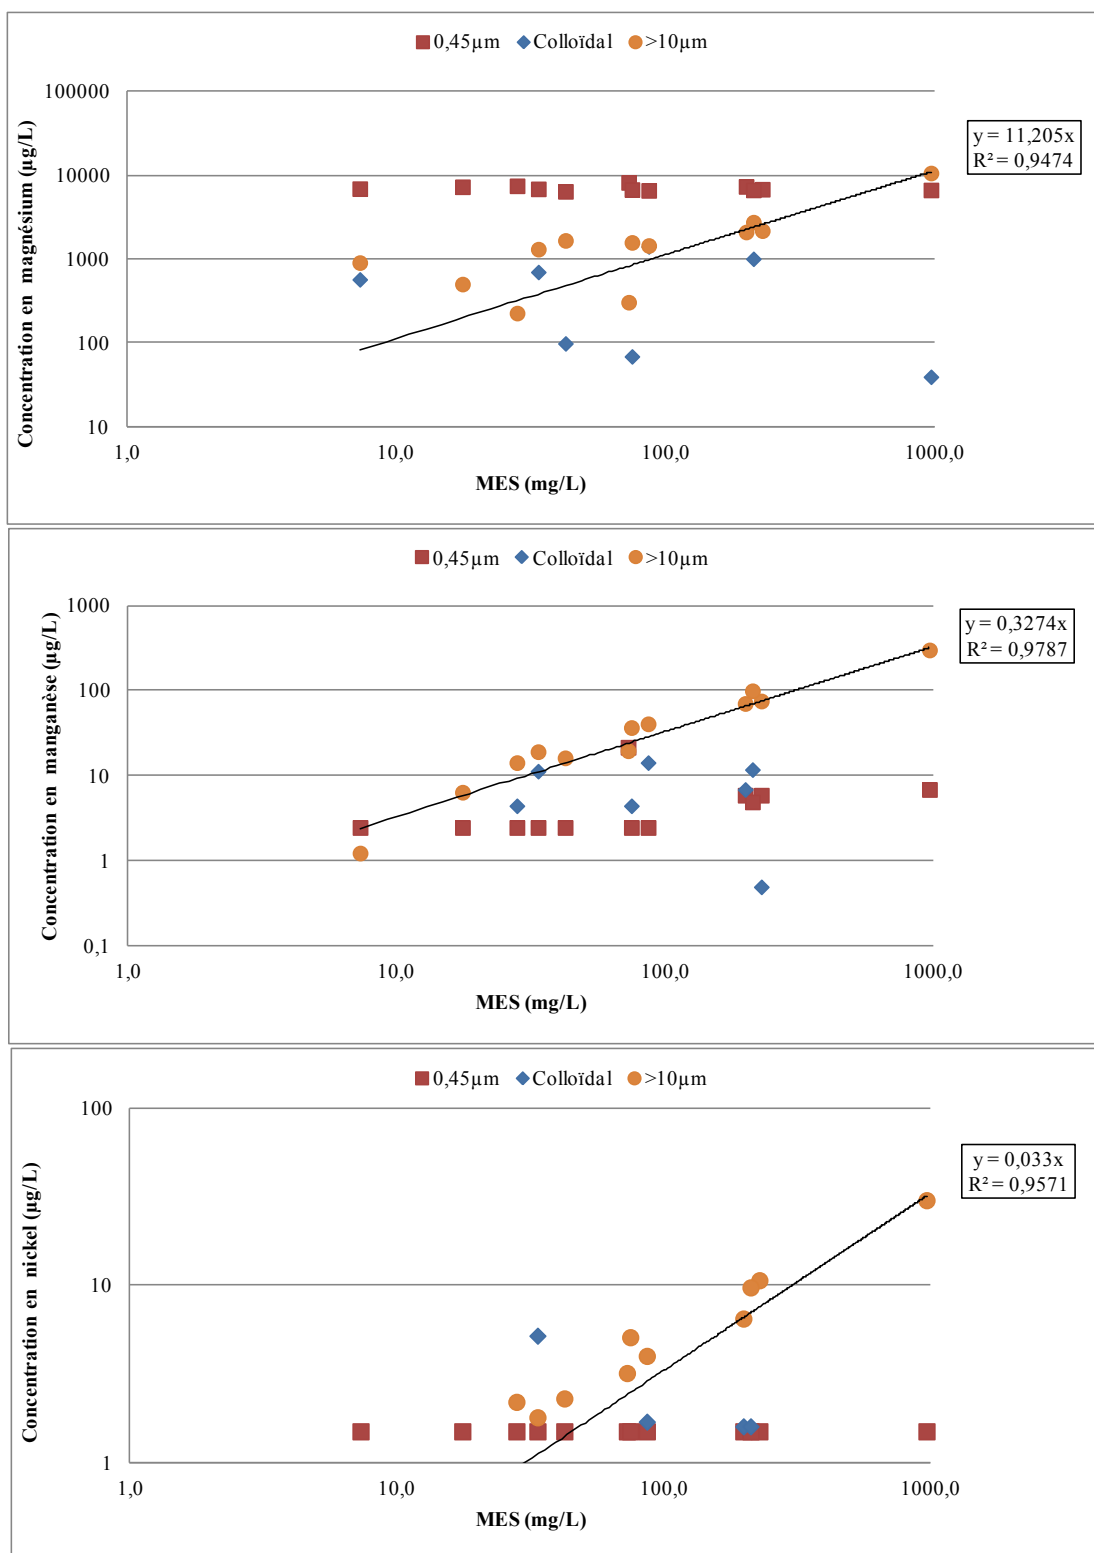 0,45µm Colloïdal >10µm
100000
10000
1000
100
10
1,0 10,0 100,0 1000,0
Concentration en magnésium (µg/L)
MES (mg/L)
y = 11,205x
R² = 0,9474
0,45µm Colloïdal >10µm
1000
100
10
1
0,1
1,0 10,0 100,0 1000,0
Concentration en manganèse (µg/L)
MES (mg/L)
y = 0,3274x
R² = 0,9787
0,45µm Colloïdal >10µm
100
10
1
1,0 10,0 100,0 1000,0
Concentration en nickel (µg/L)
MES (mg/L)
y = 0,033x
R² = 0,9571